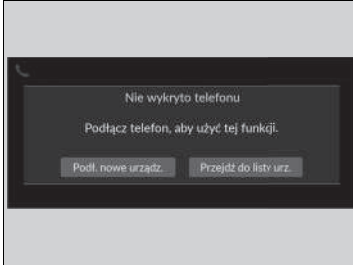 Nie wykryto telefonu
Podłącz telefon, aby użyć tej funkcji.
Podł. nowe urządz.
Przejdź do listy urz.